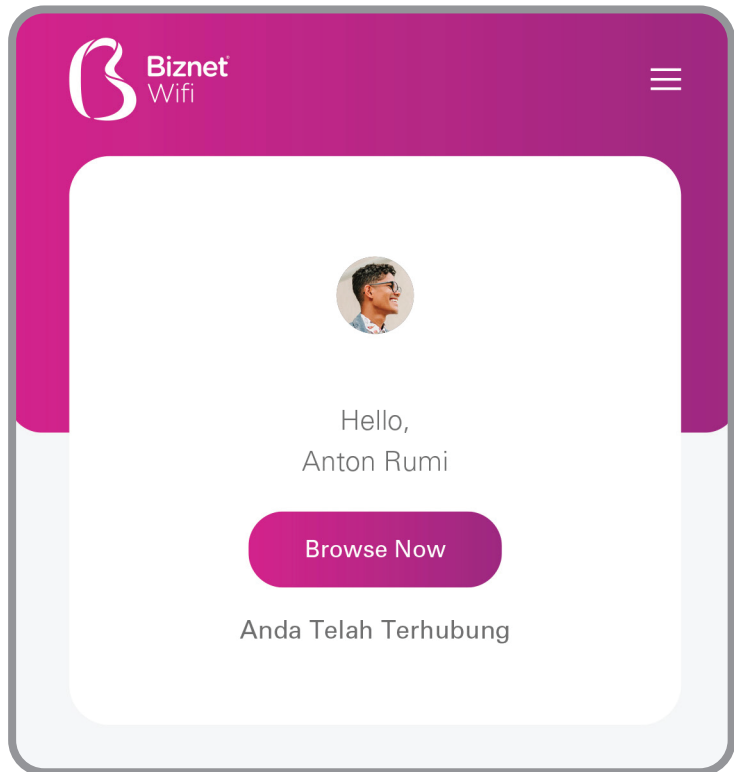 Biznet
Wifi
Hello,
Anton Rumi
Browse Now
Anda Telah Terhubung